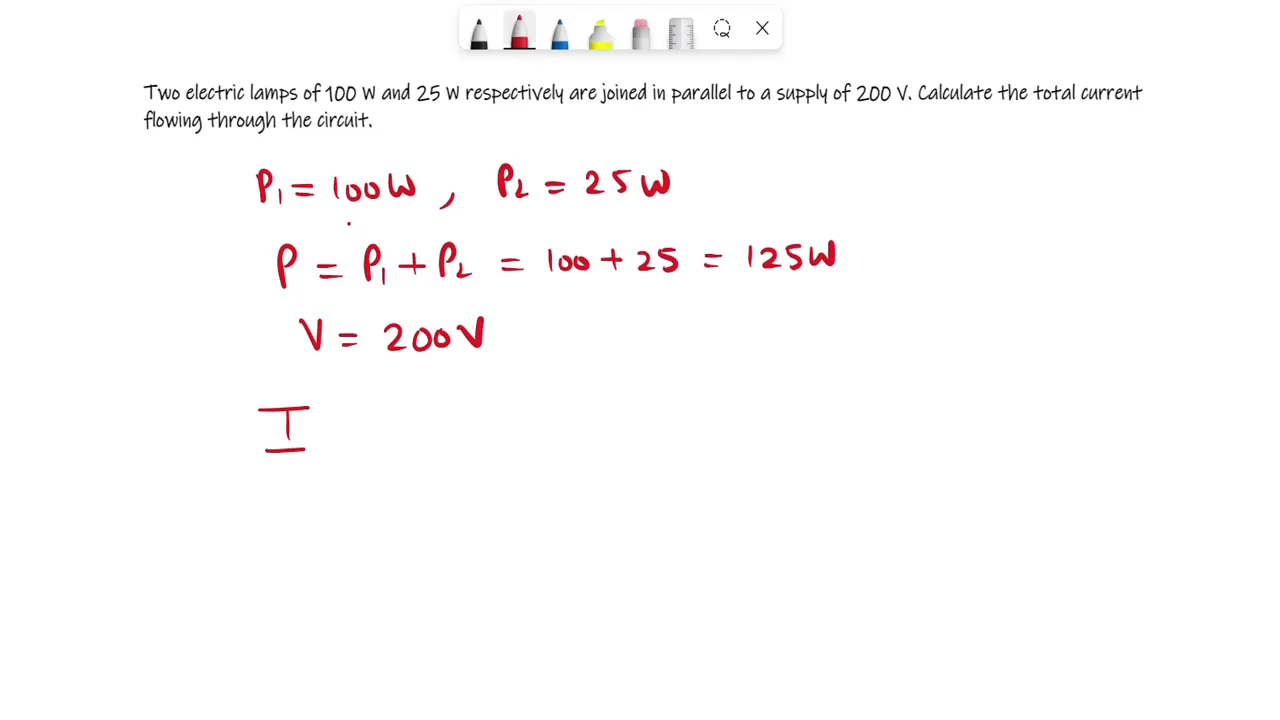 Two electric lamps of 100 W and 25 W respectively are joined in parallel to a supply of 200 V. Calculate the total current
flowing through the circuit.
P₁ = 100W , P₂ = 25W
P = P₁ + P₂ = 100 + 25 = 125W
V = 200V
I